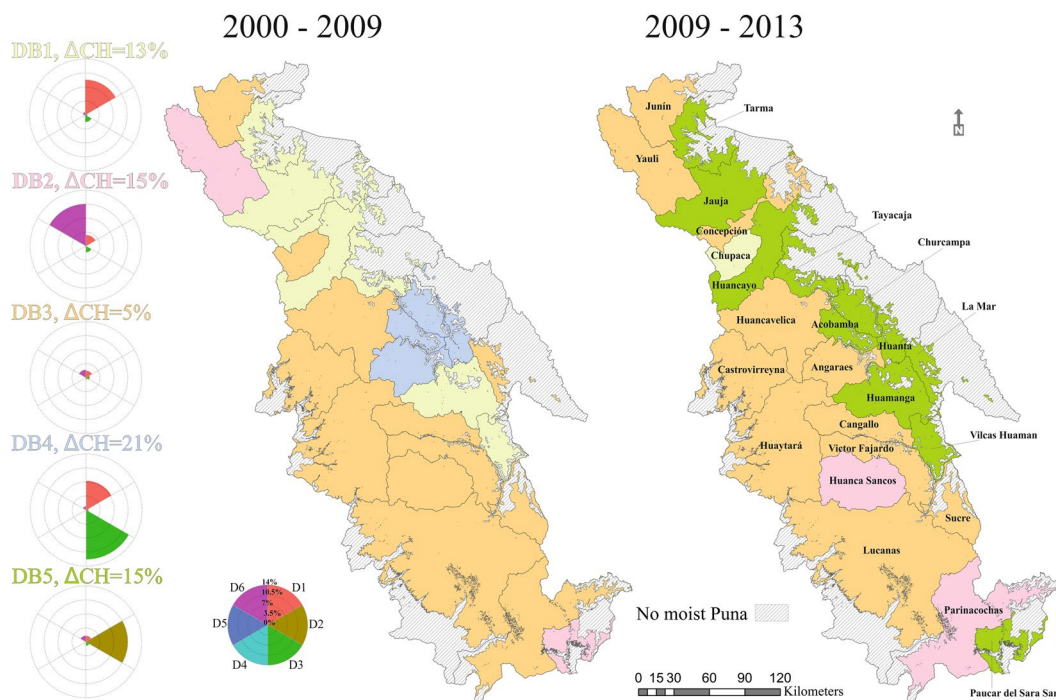 2000 - 2009
2009 - 2013
DB1, ΔCH=13%
DB2, ΔCH=15%
DB3, ΔCH=5%
DB4, ΔCH=21%
DB5, ΔCH=15%
D6
D1
D5
D2
D4
D3
14%
10.5%
7%
3.5%
0%
N
Junín
Tarma
Yauli
Jauja
Tayacaja
Concepción
Chupaca
Churcampa
Huancayo
La Mar
Huancavelica
Acobamba
Huanta
Castrovirreyna
Angaraes
Huamanga
Cangallo
Vilcas Huaman
Huaytará
Victor Fajardo
Huanca Sancos
Sucre
Lucanas
Parinacochas
Paucar del Sara Sara
No moist Puna
0 15 30 60 90 120
Kilometers